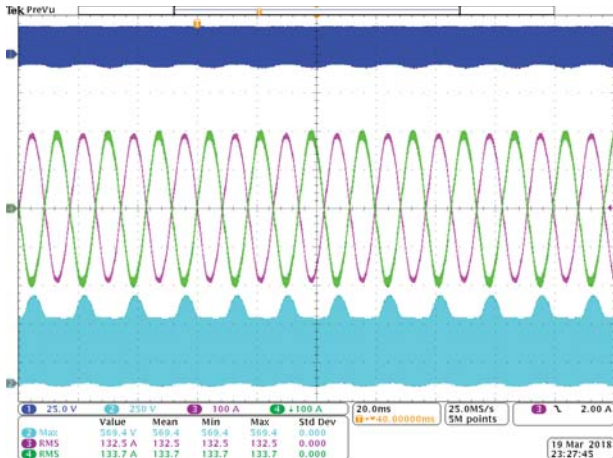 Tek PreVu
1 25.0 V 2 250 V 3 100 A 4 ↓100 A
20.0ms
25.0MS/s
5M points
3 2.00 A
Value Mean Min Max Std Dev
2 Max 569.4 V 569.4 569.4 569.4 0.000
3 RMS 132.5 A 132.5 132.5 132.5 0.000
4 RMS 133.7 A 133.7 133.7 133.7 0.000
19 Mar 2018
23:27:45